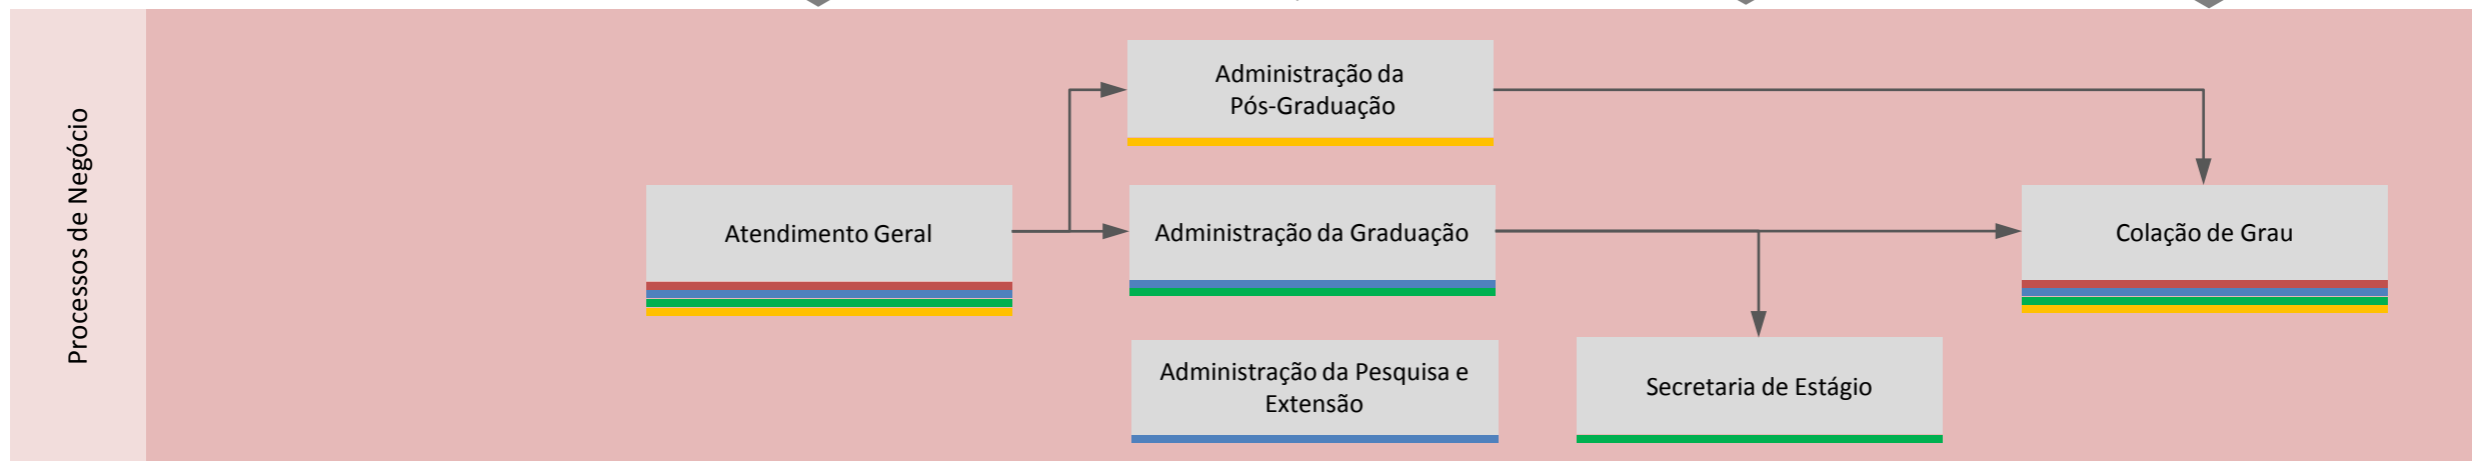 Processos de Negócio
Administração da
Pós-Graduação
Atendimento Geral
Administração da Graduação
Colação de Grau
Administração da Pesquisa e
Extensão
Secretaria de Estágio